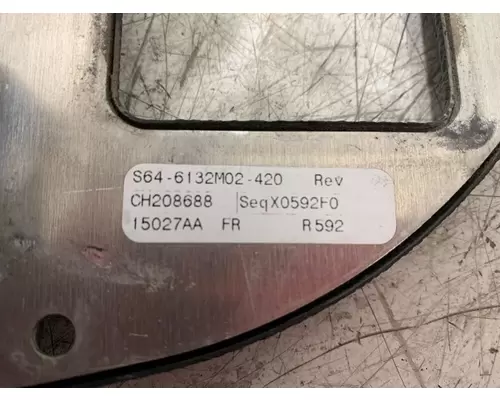 S64-6132M02-420 Rev
CH208688 SeqX0592F0
15027AA FR R592